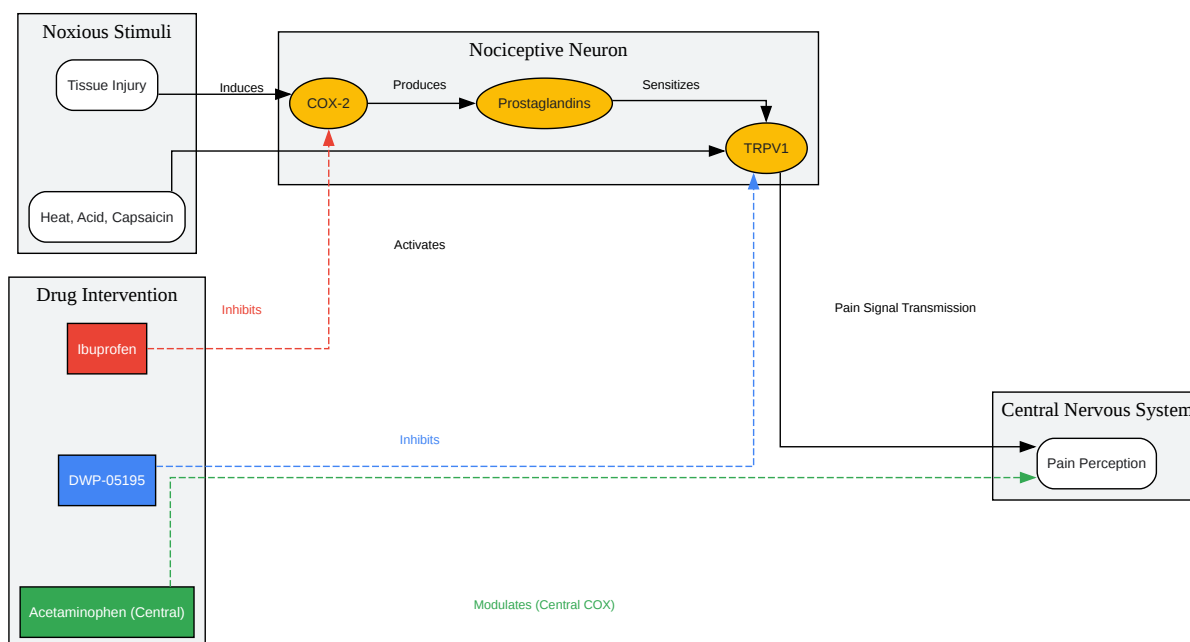 Noxious Stimuli
Tissue Injury
Heat, Acid, Capsaicin
Nociceptive Neuron
Induces
COX-2
Produces
Prostaglandins
Sensitizes
TRPV1
Activates
Drug Intervention
Ibuprofen
Inhibits
DWP-05195
Inhibits
Acetaminophen (Central)
Modulates (Central COX)
Pain Signal Transmission
Central Nervous System
Pain Perception